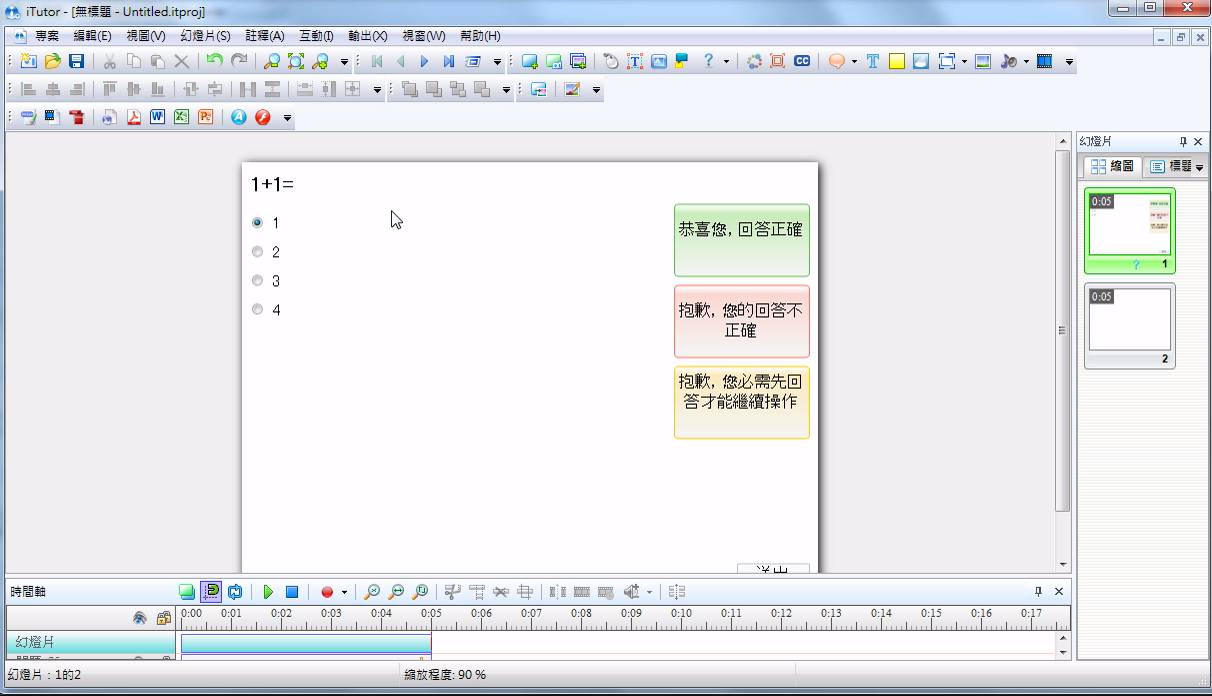 iTutor - [無標題 - Untitled.itproj]
專案 編輯(E) 視圖(V) 幻燈片(S) 註釋(A) 互動(I) 輸出(X) 視窗(W) 幫助(H)
幻燈片
縮圖 標題
1+1=
1
2
3
4
恭喜您, 回答正確
抱歉, 您的回答不
正確
抱歉, 您必需先回
答才能繼續操作
送出
0:05
1
0:05
2
時間軸
0:00 0:01 0:02 0:03 0:04 0:05 0:06 0:07 0:08 0:09 0:10 0:11 0:12 0:13 0:14 0:15 0:16 0:17
幻燈片
幻燈片：1的2 縮放程度: 90 %